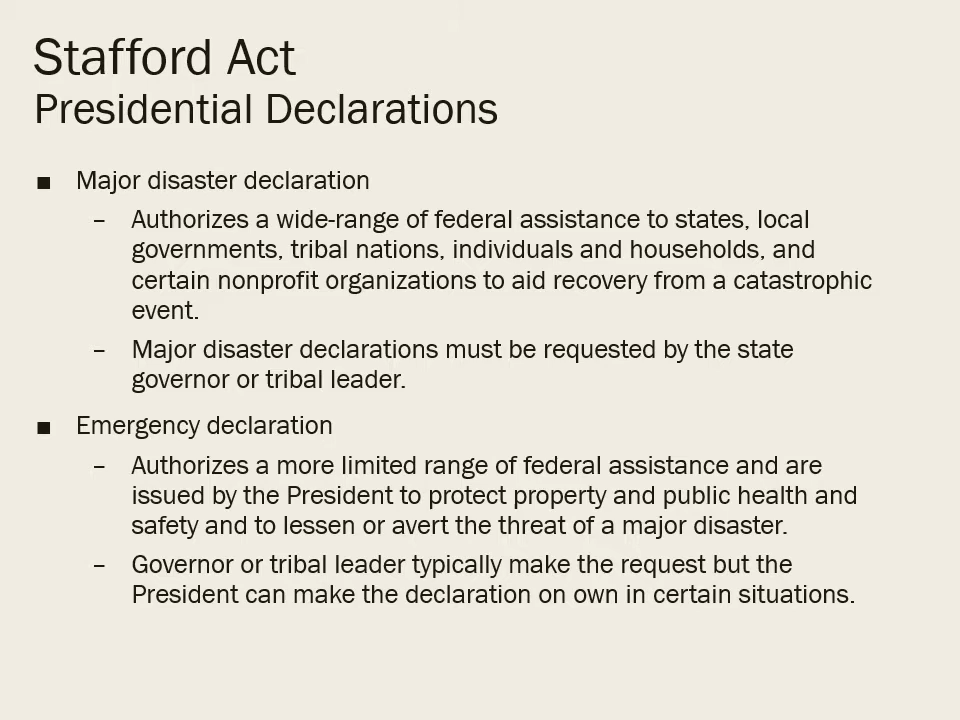 Stafford Act
Presidential Declarations
■ Major disaster declaration
– Authorizes a wide-range of federal assistance to states, local
governments, tribal nations, individuals and households, and
certain nonprofit organizations to aid recovery from a catastrophic
event.
– Major disaster declarations must be requested by the state
governor or tribal leader.
■ Emergency declaration
– Authorizes a more limited range of federal assistance and are
issued by the President to protect property and public health and
safety and to lessen or avert the threat of a major disaster.
– Governor or tribal leader typically make the request but the
President can make the declaration on own in certain situations.